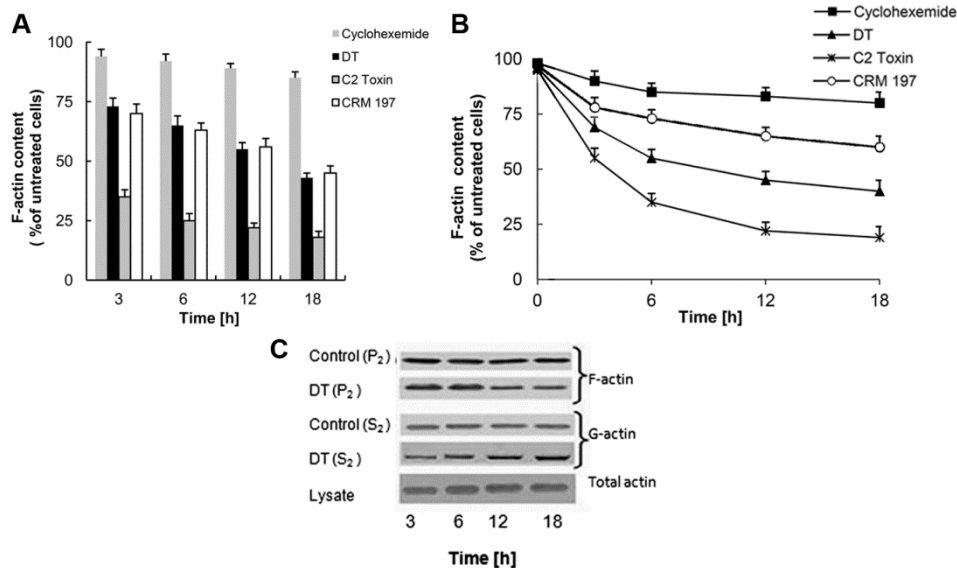 A
Cyclohexemide
DT
C2 Toxin
CRM 197
F-actin content
( %of untreated cells)
100
75
50
25
0
3 6 12 18
Time [h]
B
Cyclohexemide
DT
C2 Toxin
CRM 197
F-actin content
(% of untreated cells)
100
75
50
25
0
0 6 12 18
Time [h]
C
Control (P2)
DT (P2)
F-actin
Control (S2)
DT (S2)
G-actin
Lysate
Total actin
3 6 12 18
Time [h]